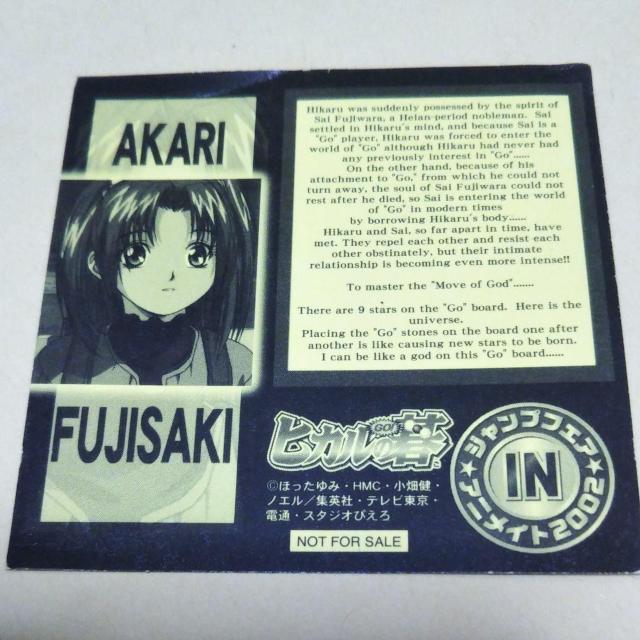 AKARI
FUJISAKI
Hikaru was suddenly possessed by the spirit of
Sai Fujiwara, a Heian-period nobleman. Sai
settled in Hikaru's mind, and because Sai is a
"Go" player, Hikaru was forced to enter the
world of "Go" although Hikaru had never had
any previously interest in "Go"......
On the other hand, because of his
attachment to "Go," from which he could not
turn away, the soul of Sai Fujiwara could not
rest after he died, so Sai is entering the world
of "Go" in modern times
by borrowing Hikaru's body......
Hikaru and Sai, so far apart in time, have
met. They repel each other and resist each
other obstinately, but their intimate
relationship is becoming even more intense!!
To master the "Move of God".......
There are 9 stars on the "Go" board. Here is the
universe.
Placing the "Go" stones on the board one after
another is like causing new stars to be born.
I can be like a god on this "Go" board......
ヒカルの碁
GO!
©ほったゆみ・HMC・小畑健・
ノエル/集英社・テレビ東京・
電通・スタジオぴえろ
NOT FOR SALE
★ジャンプフェア★
IN
アニメイト2002